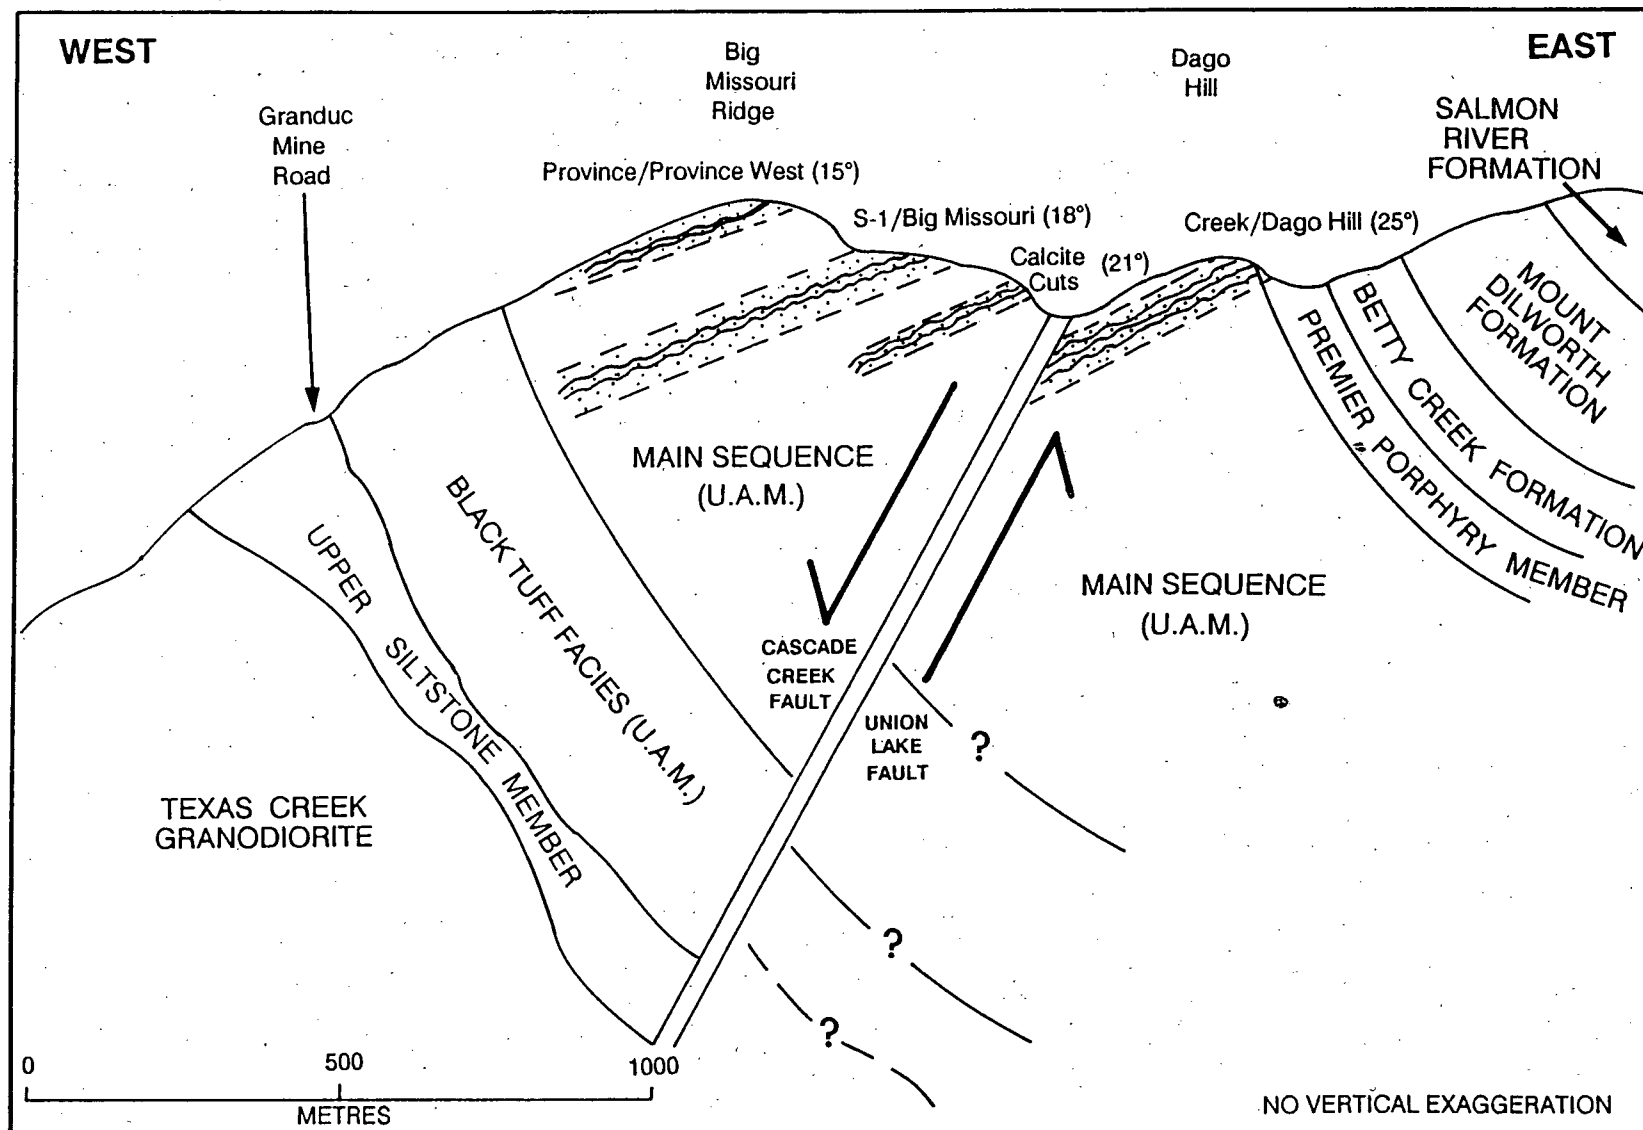 WEST
Big
Missouri
Ridge
Dago
Hill
EAST
Granduc
Mine
Road
SALMON
RIVER
FORMATION
Province/Province West (15°)
S-1/Big Missouri (18°)
Creek/Dago Hill (25°)
Calcite
Cuts
(21°)
MOUNT
DILWORTH
FORMATION
BETTY CREEK FORMATION
PREMIER PORPHYRY MEMBER
MAIN SEQUENCE
(U.A.M.)
BLACK TUFF FACIES (U.A.M.)
UPPER SILTSTONE MEMBER
MAIN SEQUENCE
(U.A.M.)
CASCADE
CREEK
FAULT
UNION
LAKE
FAULT
?
?
?
TEXAS CREEK
GRANODIORITE
0 500 1000
METRES
NO VERTICAL EXAGGERATION